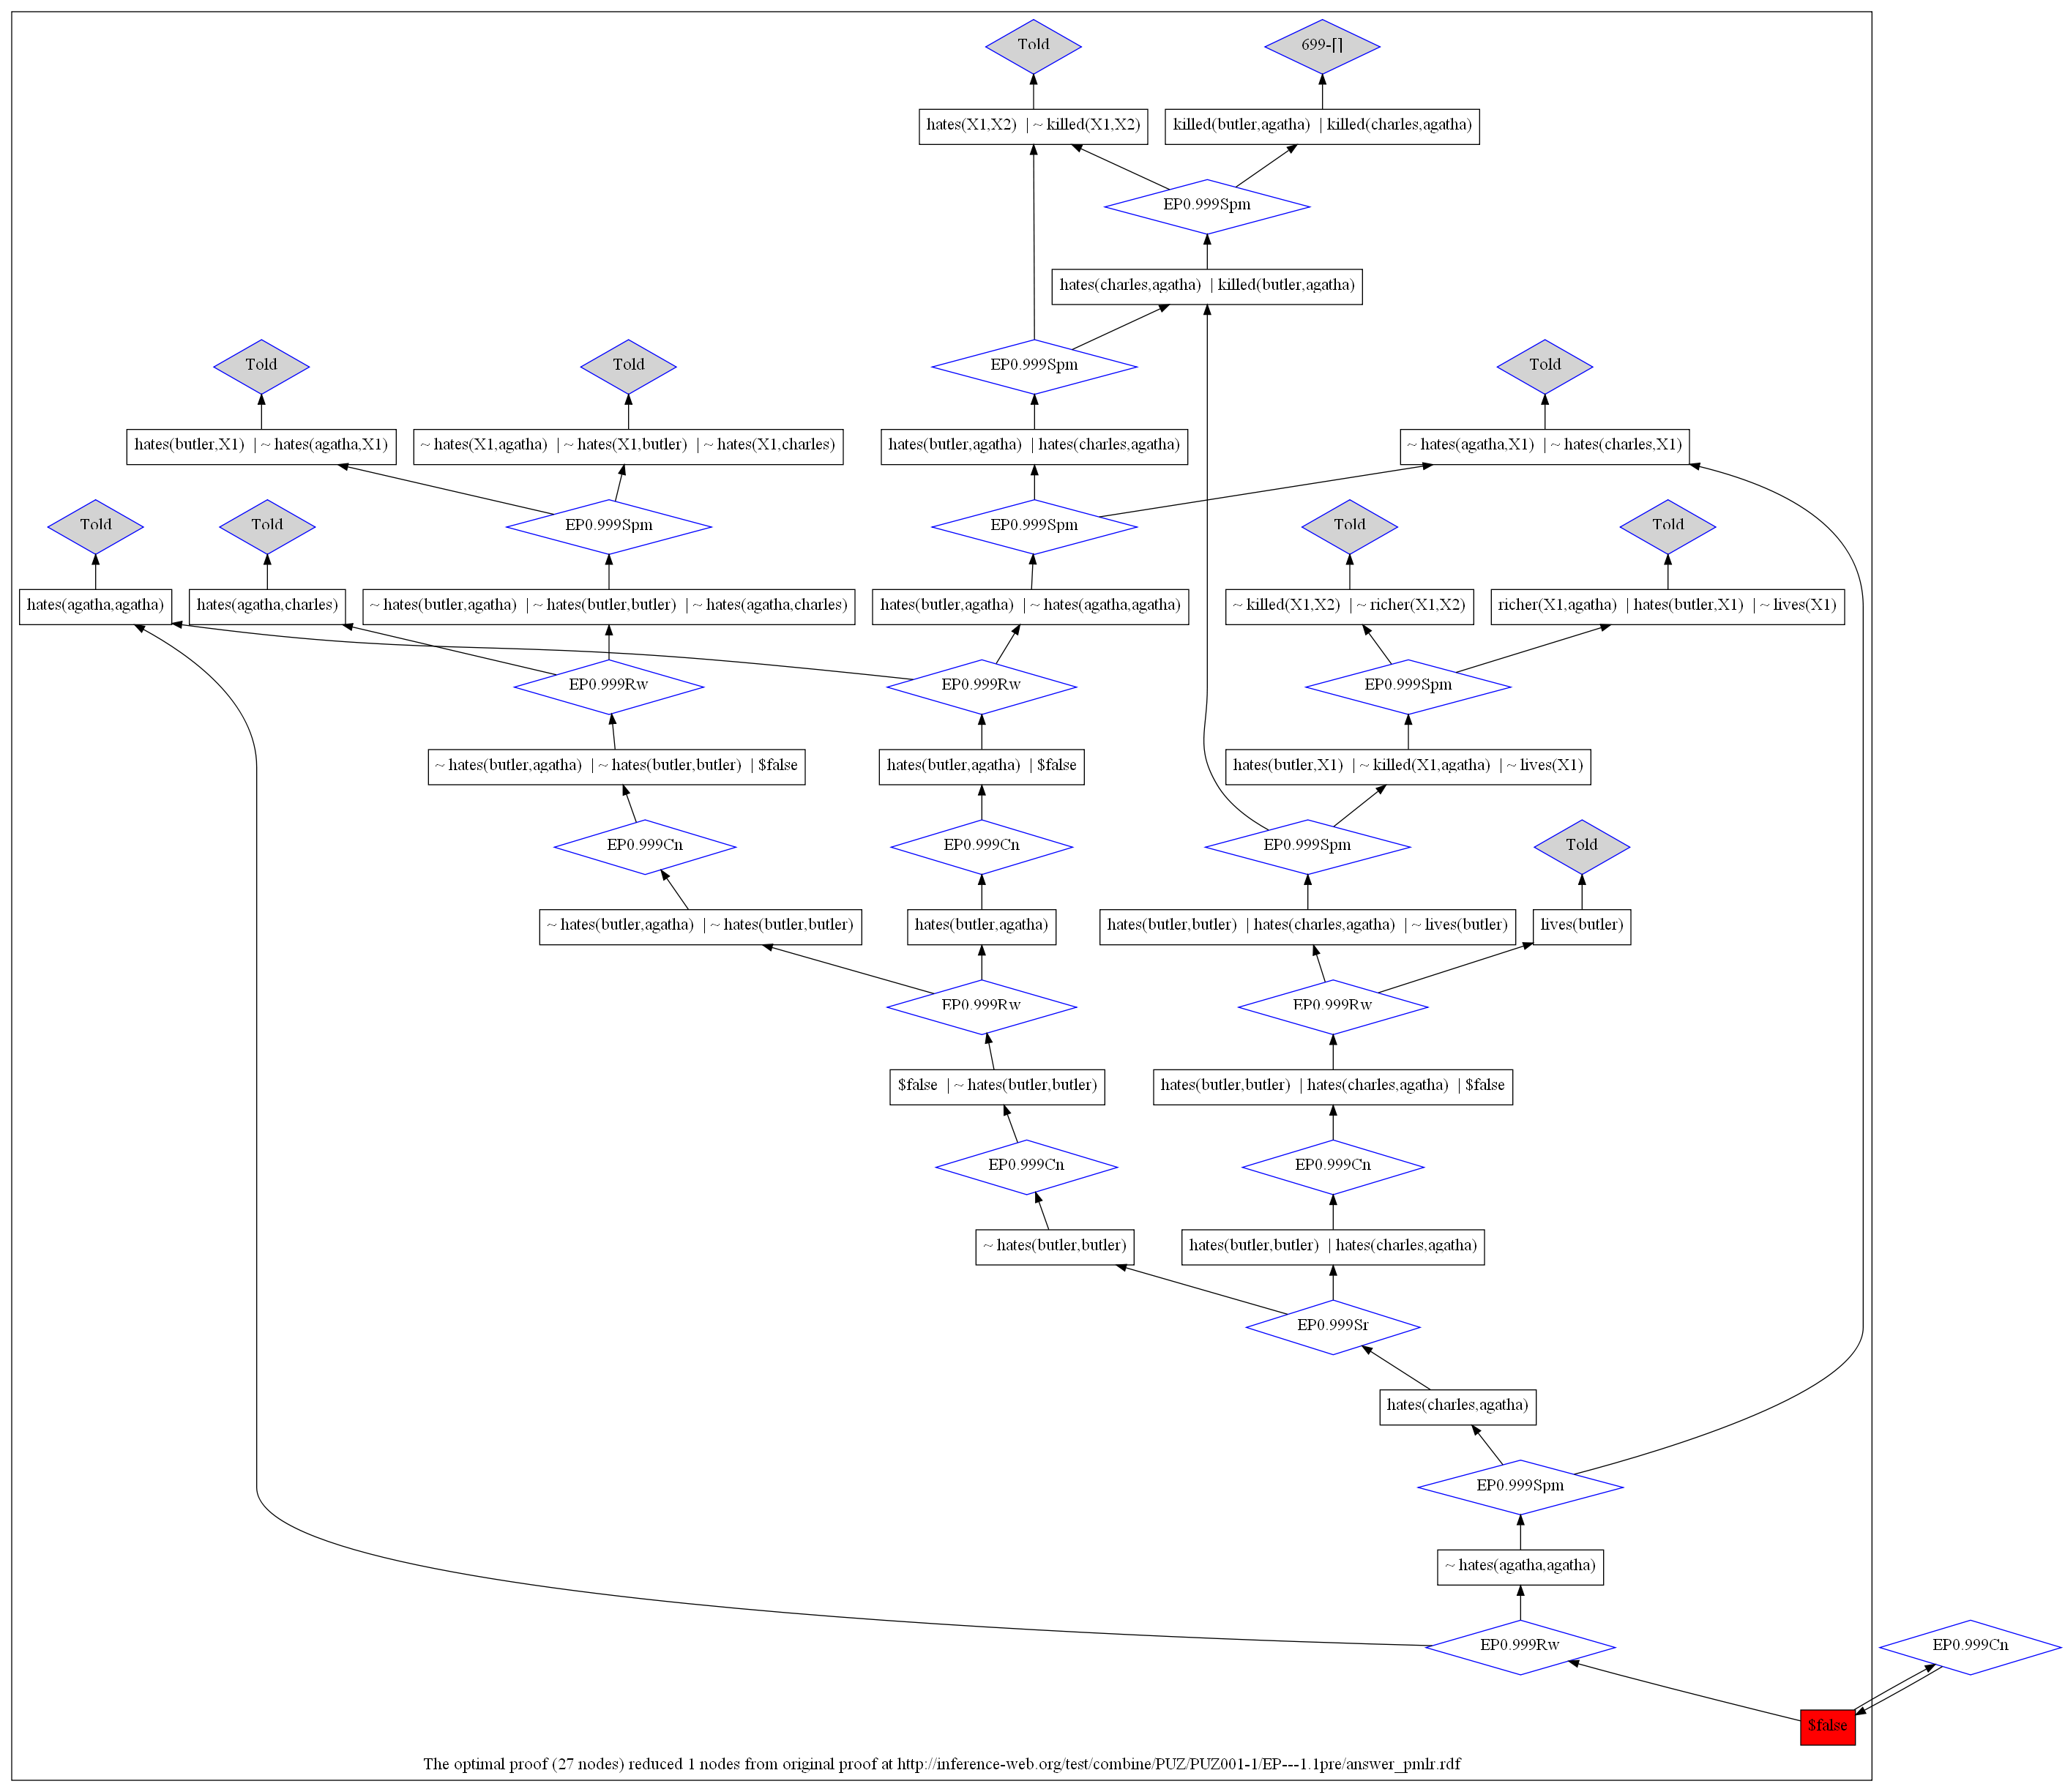 Told
699-[]
hates(X1,X2) | ~ killed(X1,X2)
killed(butler,agatha) | killed(charles,agatha)
EP0.999Spm
hates(charles,agatha) | killed(butler,agatha)
Told
Told
EP0.999Spm
Told
hates(butler,X1) | ~ hates(agatha,X1)
~ hates(X1,agatha) | ~ hates(X1,butler) | ~ hates(X1,charles)
hates(butler,agatha) | hates(charles,agatha)
~ hates(agatha,X1) | ~ hates(charles,X1)
Told
Told
EP0.999Spm
EP0.999Spm
Told
Told
hates(agatha,agatha)
hates(agatha,charles)
~ hates(butler,agatha) | ~ hates(butler,butler) | ~ hates(agatha,charles)
hates(butler,agatha) | ~ hates(agatha,agatha)
~ killed(X1,X2) | ~ richer(X1,X2)
richer(X1,agatha) | hates(butler,X1) | ~ lives(X1)
EP0.999Rw
EP0.999Rw
EP0.999Spm
~ hates(butler,agatha) | ~ hates(butler,butler) | $false
hates(butler,agatha) | $false
hates(butler,X1) | ~ killed(X1,agatha) | ~ lives(X1)
EP0.999Cn
EP0.999Cn
EP0.999Spm
Told
~ hates(butler,agatha) | ~ hates(butler,butler)
hates(butler,agatha)
hates(butler,butler) | hates(charles,agatha) | ~ lives(butler)
lives(butler)
EP0.999Rw
EP0.999Rw
$false | ~ hates(butler,butler)
hates(butler,butler) | hates(charles,agatha) | $false
EP0.999Cn
EP0.999Cn
~ hates(butler,butler)
hates(butler,butler) | hates(charles,agatha)
EP0.999Sr
hates(charles,agatha)
EP0.999Spm
~ hates(agatha,agatha)
EP0.999Rw
EP0.999Cn
$false
The optimal proof (27 nodes) reduced 1 nodes from original proof at http://inference-web.org/test/combine/PUZ/PUZ001-1/EP---1.1pre/answer_pmlr.rdf